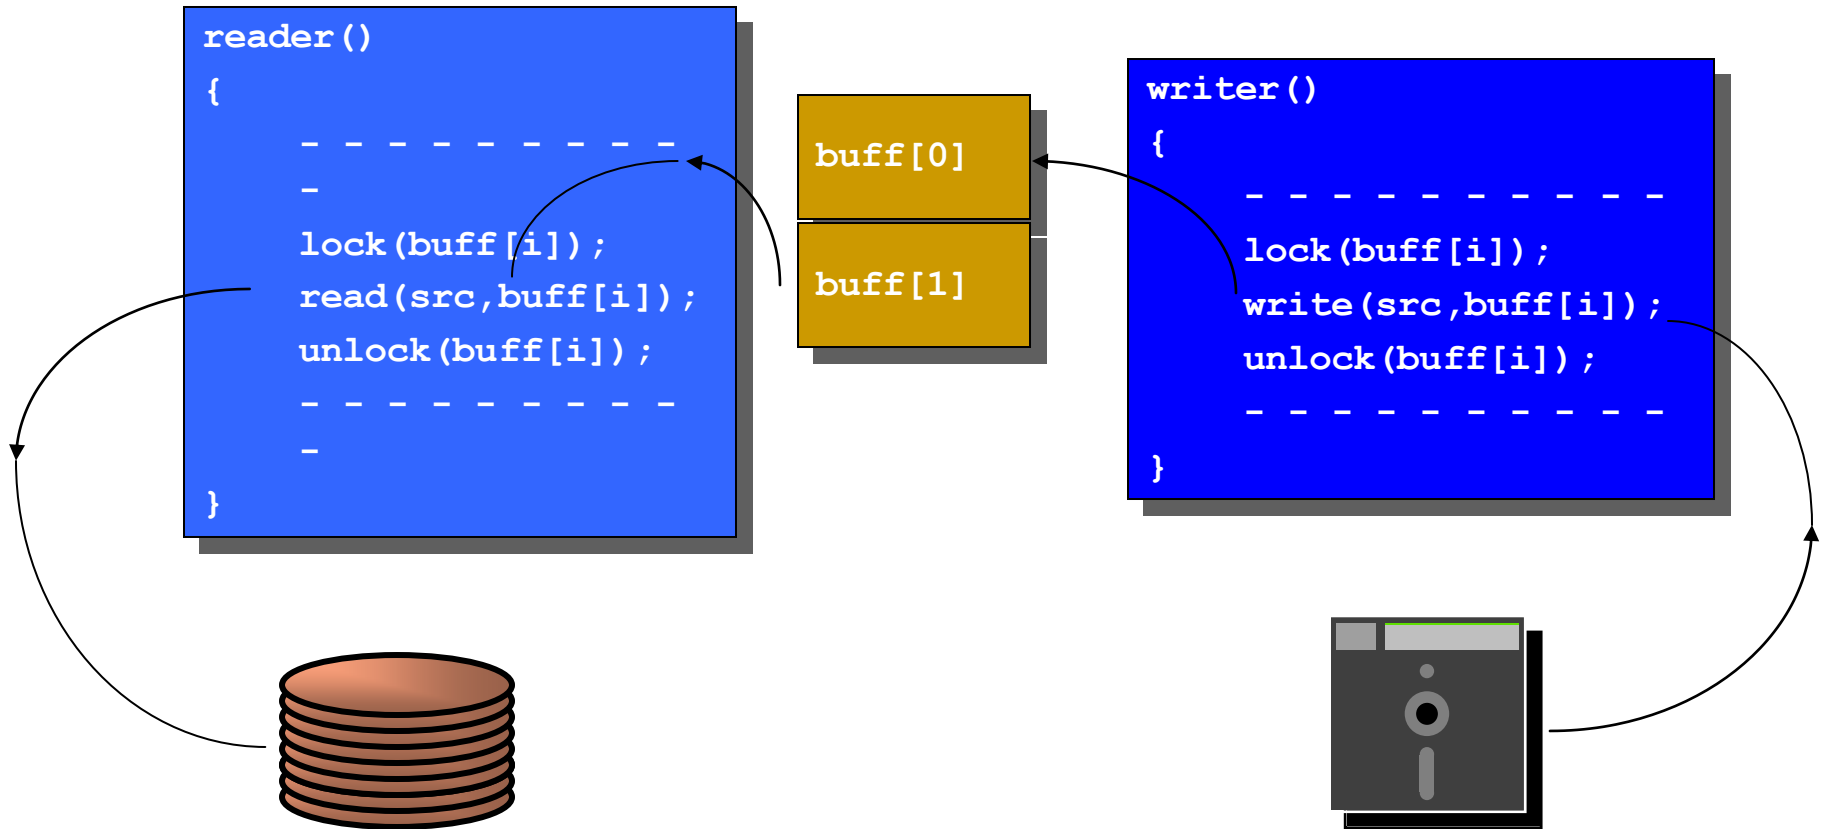 reader()
{
- - - - - - - - -
-
lock(buff[i]);
read(src,buff[i]);
unlock(buff[i]);
- - - - - - - - -
-
}
buff[0]
buff[1]
writer()
{
- - - - - - - - - -
lock(buff[i]);
write(src,buff[i]);
unlock(buff[i]);
- - - - - - - - - -
}